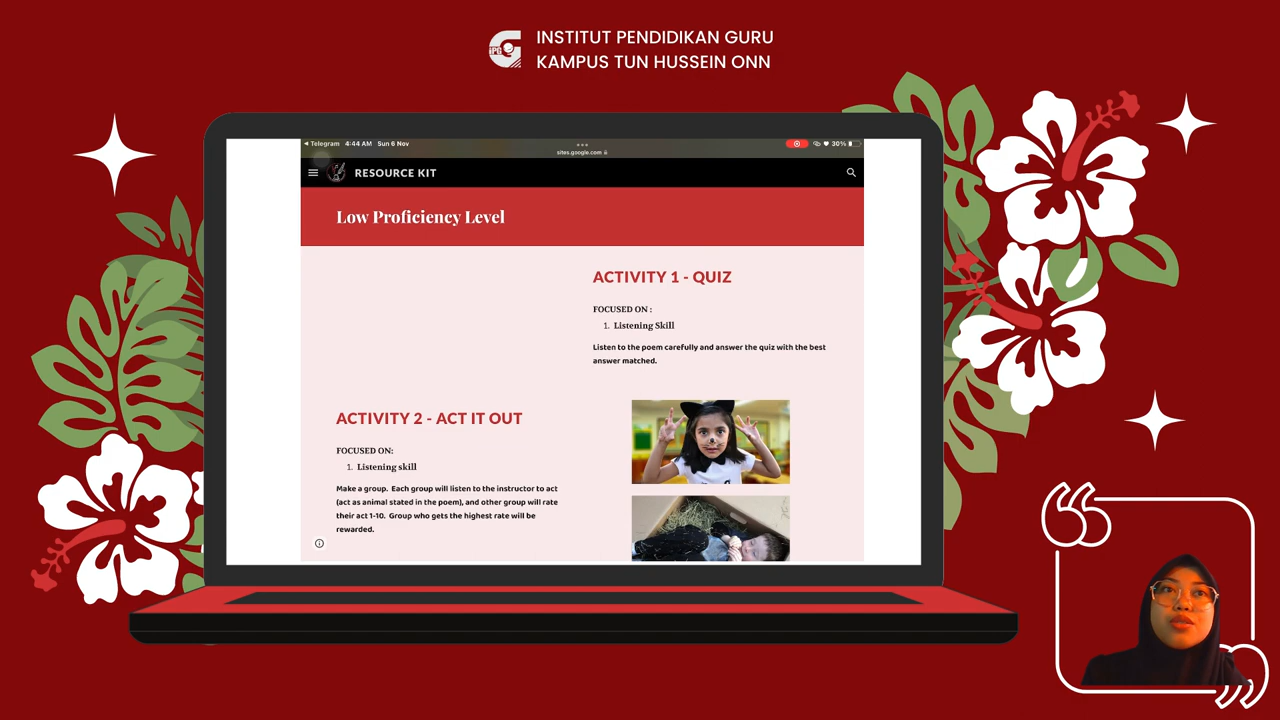 INSTITUT PENDIDIKAN GURU
KAMPUS TUN HUSSEIN ONN
IPG
Telegram 4:44 AM Sun 6 Nov
30%
sites.google.com
RESOURCE KIT
Low Proficiency Level
ACTIVITY 1 - QUIZ
FOCUSED ON :
1. Listening Skill
Listen to the poem carefully and answer the quiz with the best
answer matched.
ACTIVITY 2 - ACT IT OUT
FOCUSED ON:
1. Listening skill
Make a group. Each group will listen to the instructor to act
(act as animal stated in the poem), and other group will rate
their act 1-10. Group who gets the highest rate will be
rewarded.